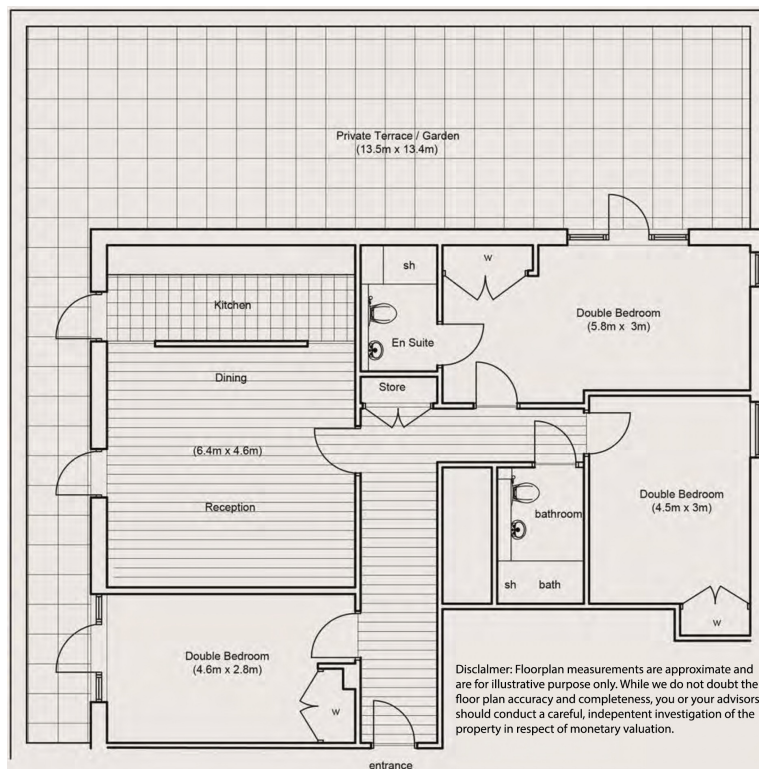 Private Terrace / Garden
(13.5m x 13.4m)
sh
w
Kitchen
Double Bedroom
(5.8m x 3m)
En Suite
Dining
Store
(6.4m x 4.6m)
Double Bedroom
(4.5m x 3m)
Reception
bathroom
sh bath
w
Double Bedroom
(4.6m x 2.8m)
w
Disclalmer: Floorplan measurements are approximate and
are for illustrative purpose only. While we do not doubt the
floor plan accuracy and completeness, you or your advisors
should conduct a careful, indepentent investigation of the
property in respect of monetary valuation.
entrance